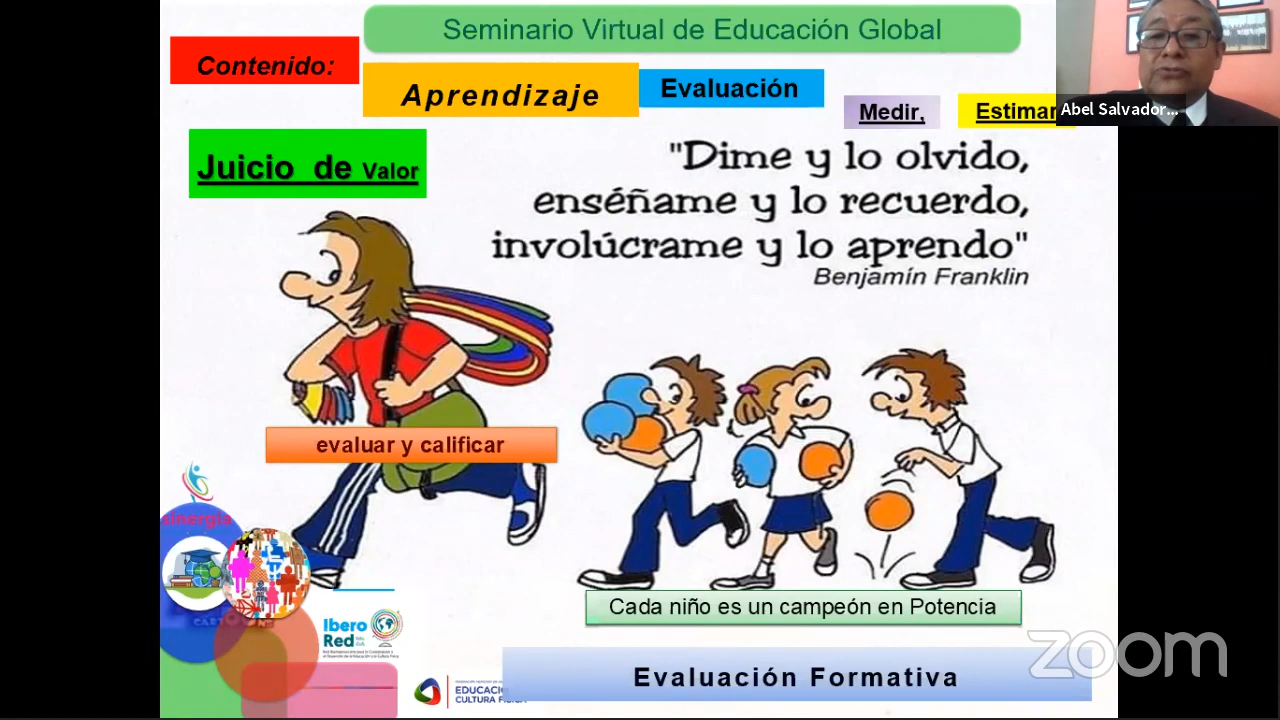 Seminario Virtual de Educación Global
Contenido:
Aprendizaje
Evaluación
Medir,
Estimar
Abel Salvador...
Juicio de Valor
"Dime y lo olvido,
enséñame y lo recuerdo,
involúcrame y lo aprendo"
Benjamín Franklin
evaluar y calificar
sinergia
Cada niño es un campeón en Potencia
Ibero
Red
zoom
Evaluación Formativa
EDUCACI
CULTURA FÍSICA